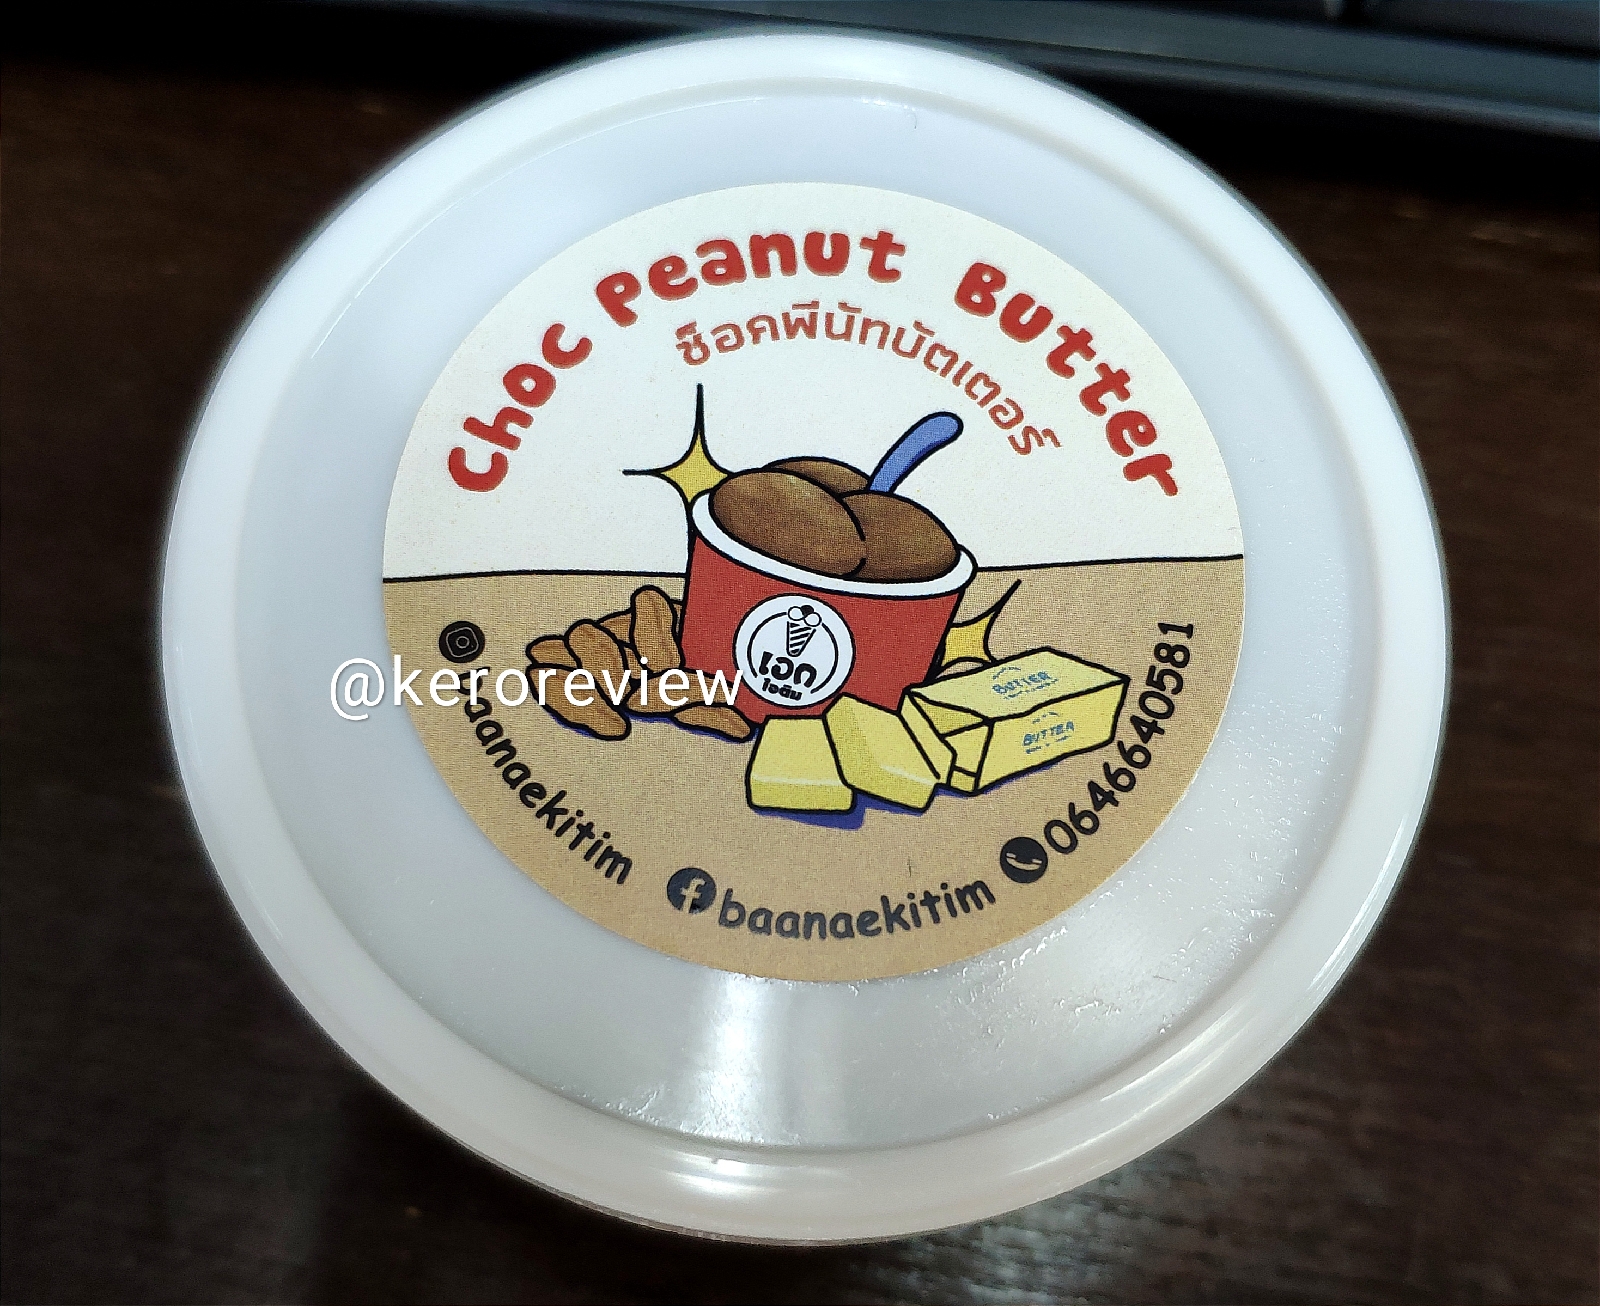 Choc Peanut Butter
ช็อคพีนัทบัตเตอร์
เอก
ไอติม
BUTTER
BUTTER
@keroreview
baanaekitim
baanaekitim
0646640581